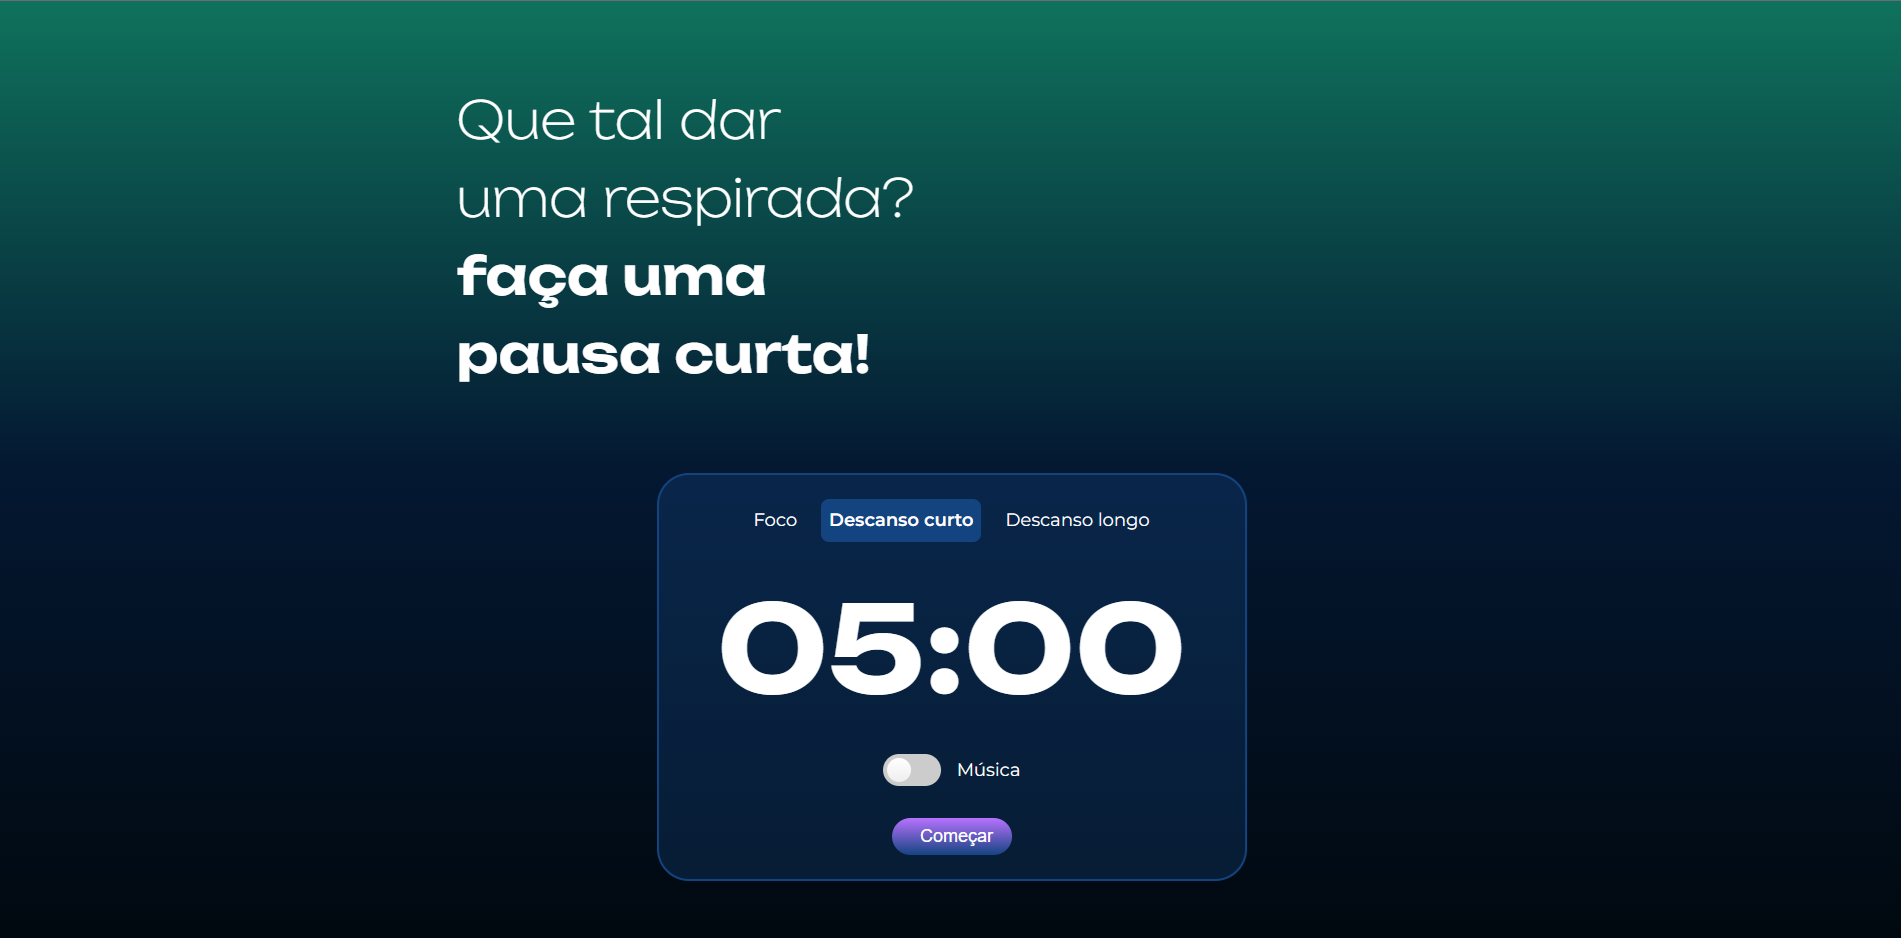 Que tal dar
uma respirada?
faça uma
pausa curta!
Foco Descanso curto Descanso longo
05:00
Música
Começar